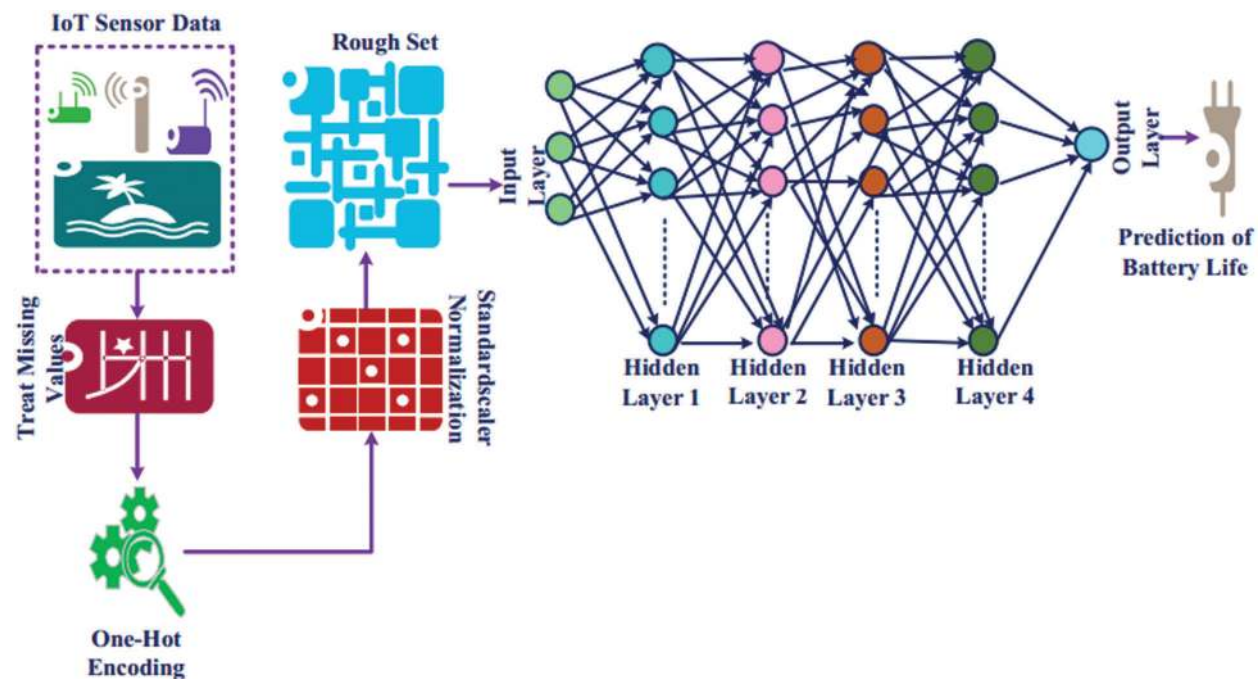 IoT Sensor Data
Treat Missing
Values
One-Hot
Encoding
Standardscaler
Normalization
Rough Set
Input
Layer
Hidden
Layer 1
Hidden
Layer 2
Hidden
Layer 3
Hidden
Layer 4
Output
Layer
Prediction of
Battery Life